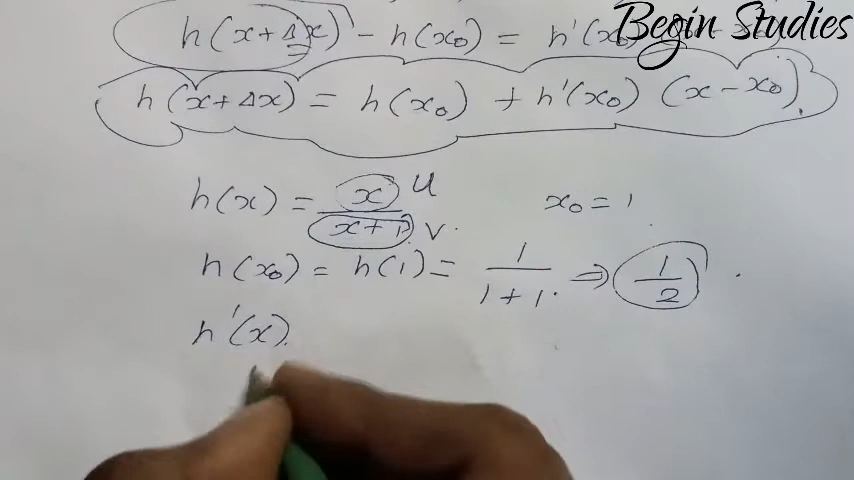 Begin Studies
h(x+Δx) - h(x₀) = h'(x₀)
h(x+Δx) = h(x₀) + h'(x₀) (x-x₀).
h(x) = x/x+1 u v. x₀ = 1.
h(x₀) = h(1) = 1/1+1. ⇒ 1/2.
h'(x).